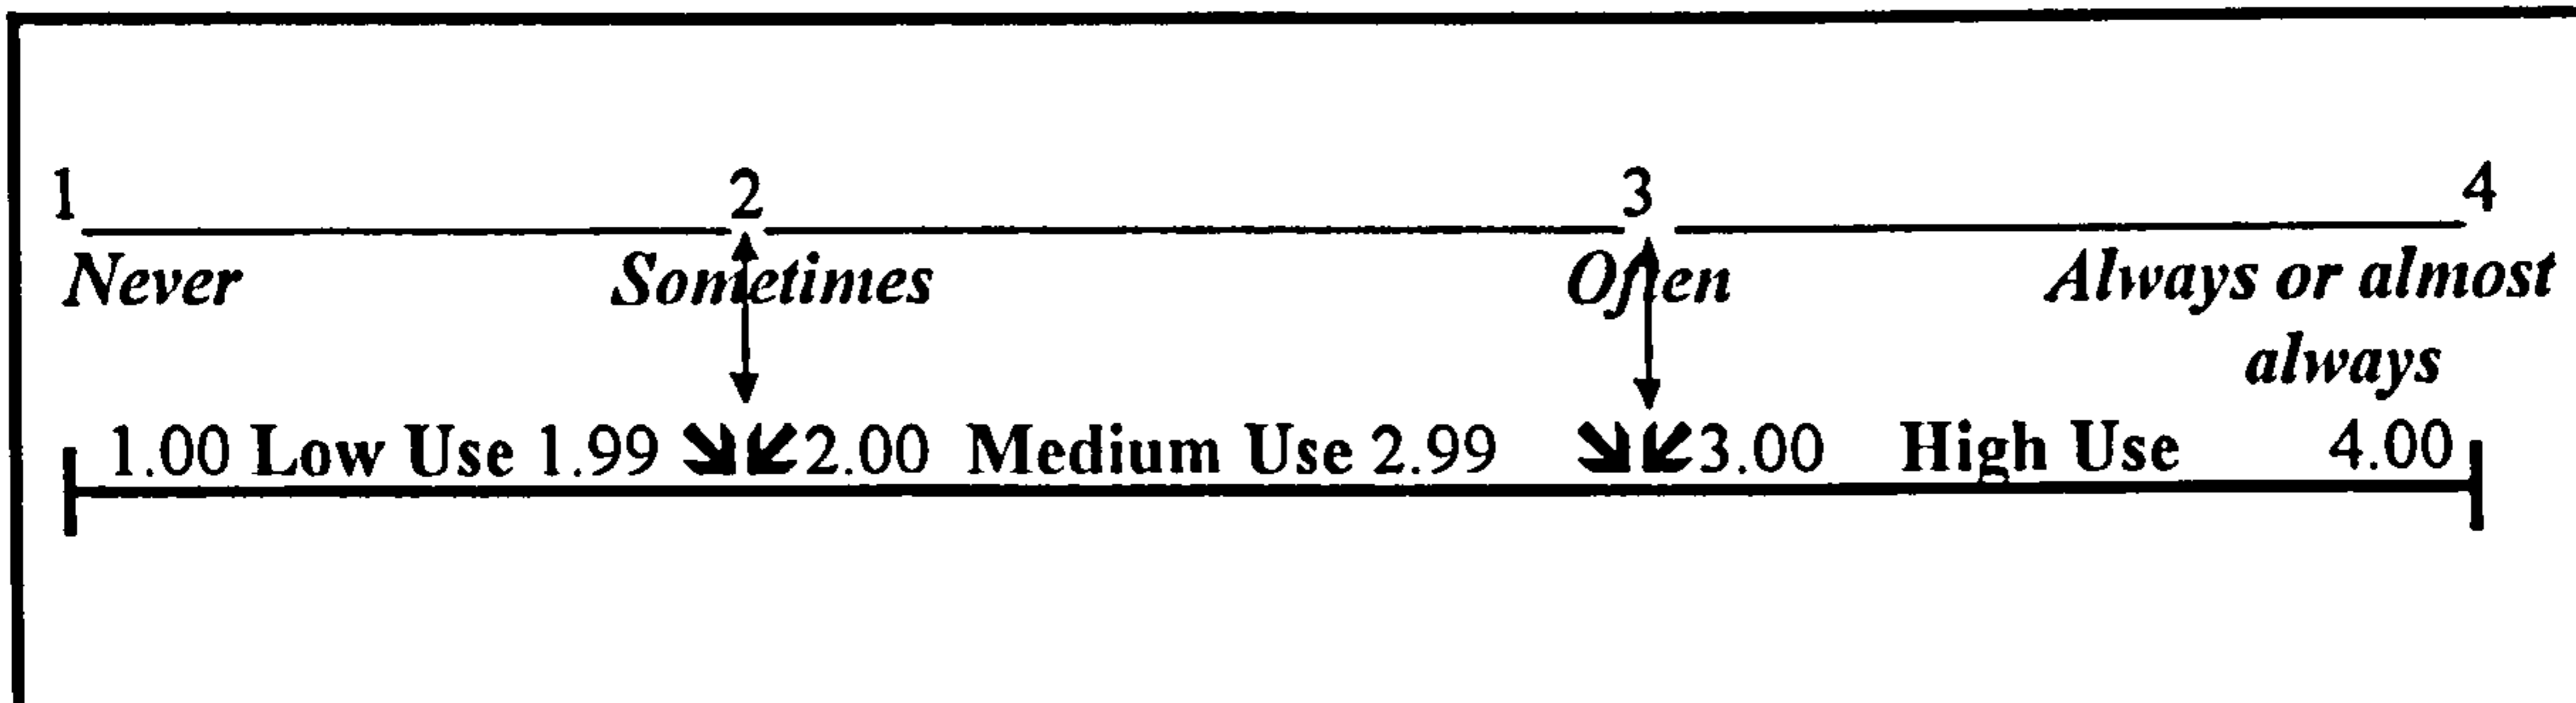 1 2 3 4
Never Sometimes Often Always or almost
always
1.00 Low Use 1.99 2.00 Medium Use 2.99 3.00 High Use 4.00